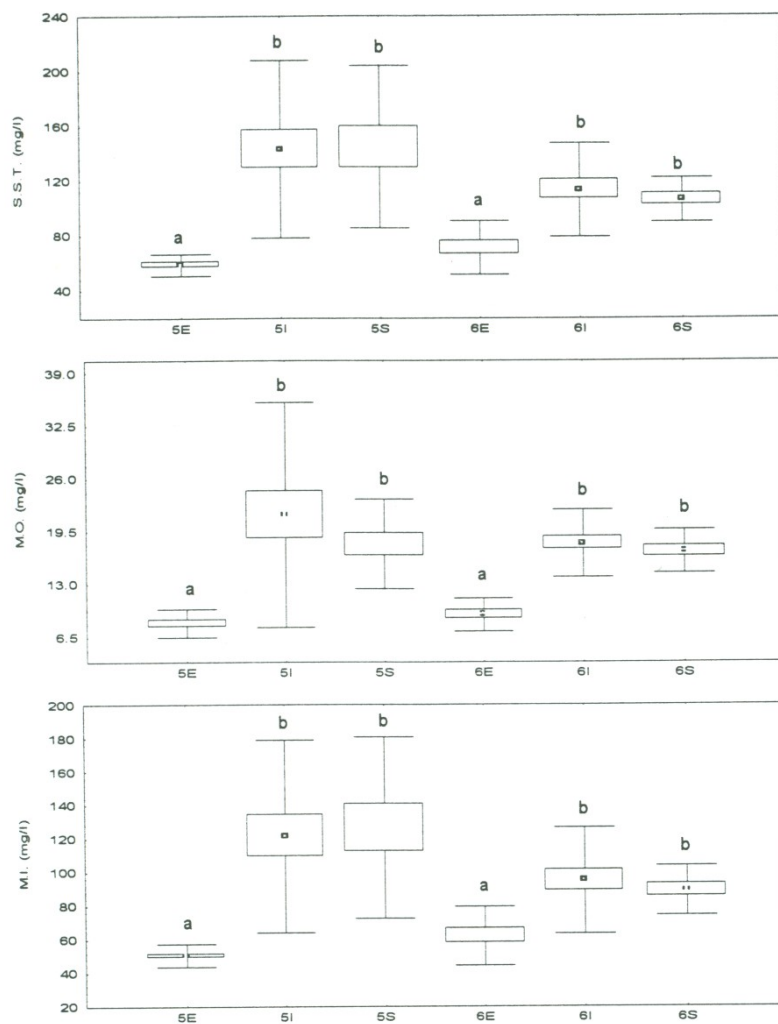 240
200
160
120
80
40
S.S.T. (mg/l)
a
b
b
a
b
b
5E 5I 5S 6E 6I 6S
39.0
32.5
26.0
19.5
13.0
6.5
M.O. (mg/l)
a
b
b
a
b
b
5E 5I 5S 6E 6I 6S
200
180
160
140
120
100
80
60
40
20
M.I. (mg/l)
a
b
b
a
b
b
5E 5I 5S 6E 6I 6S